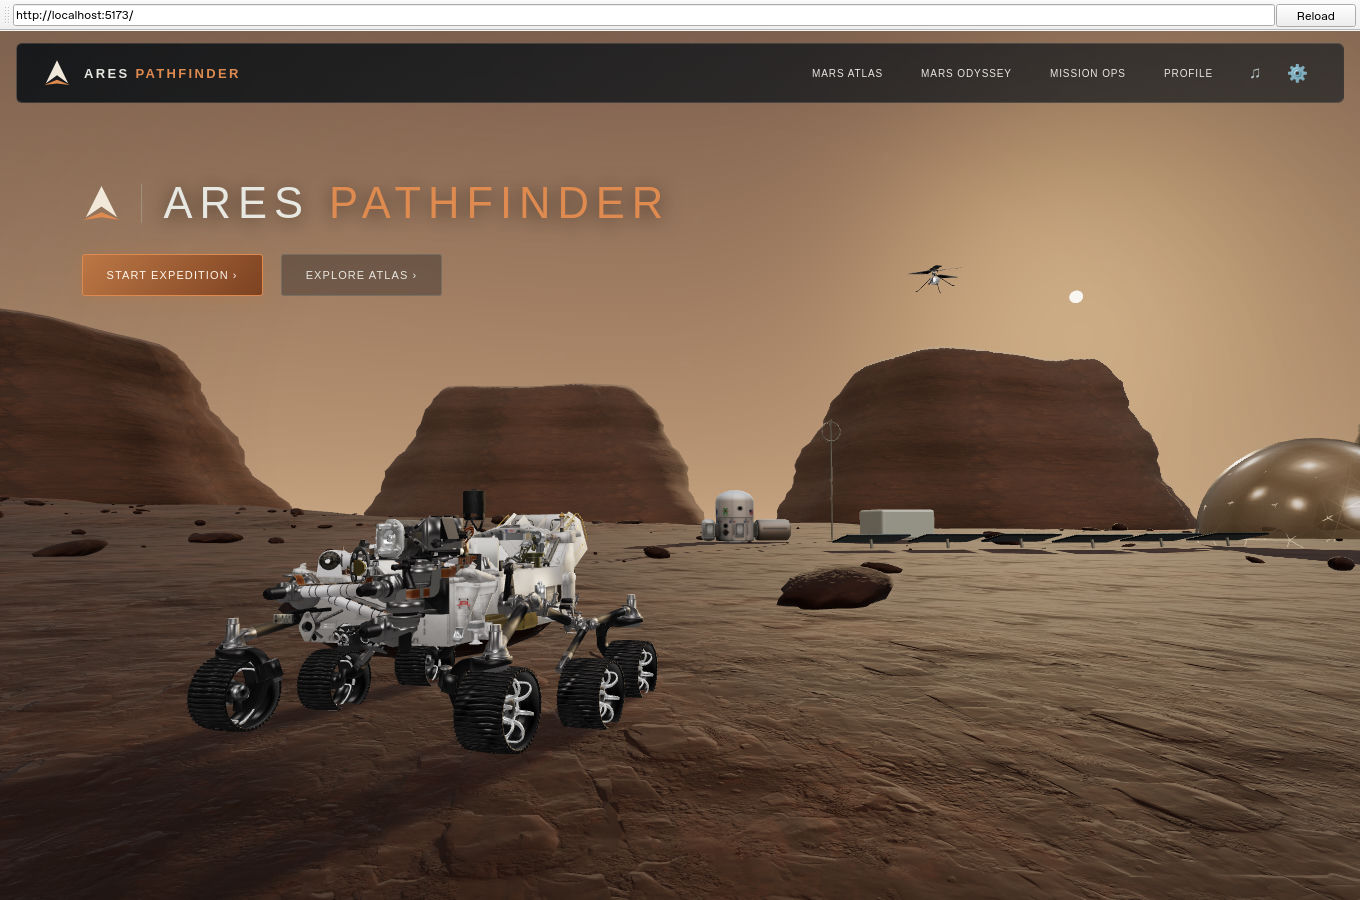 http://localhost:5173/
Reload
ARES PATHFINDER
MARS ATLAS
MARS ODYSSEY
MISSION OPS
PROFILE
ARES PATHFINDER
START EXPEDITION ›
EXPLORE ATLAS ›